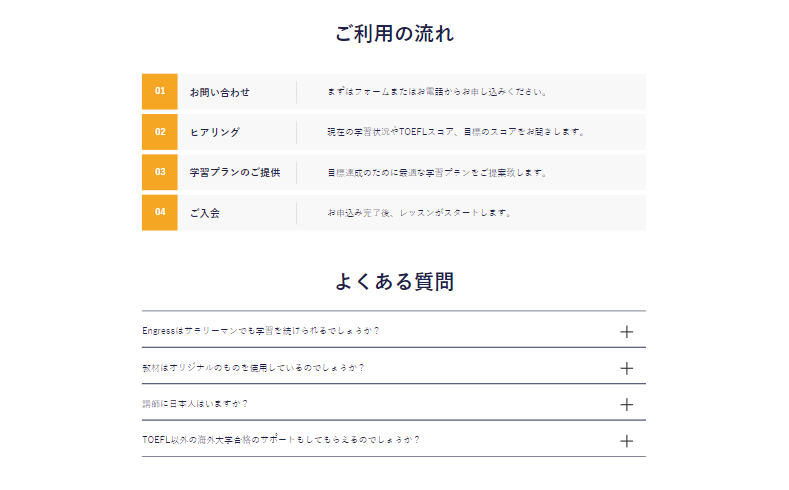 ご利用の流れ
01 お問い合わせ まずはフォームまたはお電話からお申し込みください。
02 ヒアリング 現在の学習状況やTOEFLスコア、目標のスコアをお聞きします。
03 学習プランのご提供 目標達成のために最適な学習プランをご提案致します。
04 ご入会 お申込み完了後、レッスンがスタートします。
よくある質問
Engressはサラリーマンでも学習を続けられるでしょうか？
教材はオリジナルのものを使用しているのでしょうか？
講師に日本人はいますか？
TOEFL以外の海外大学合格のサポートもしてもらえるのでしょうか？